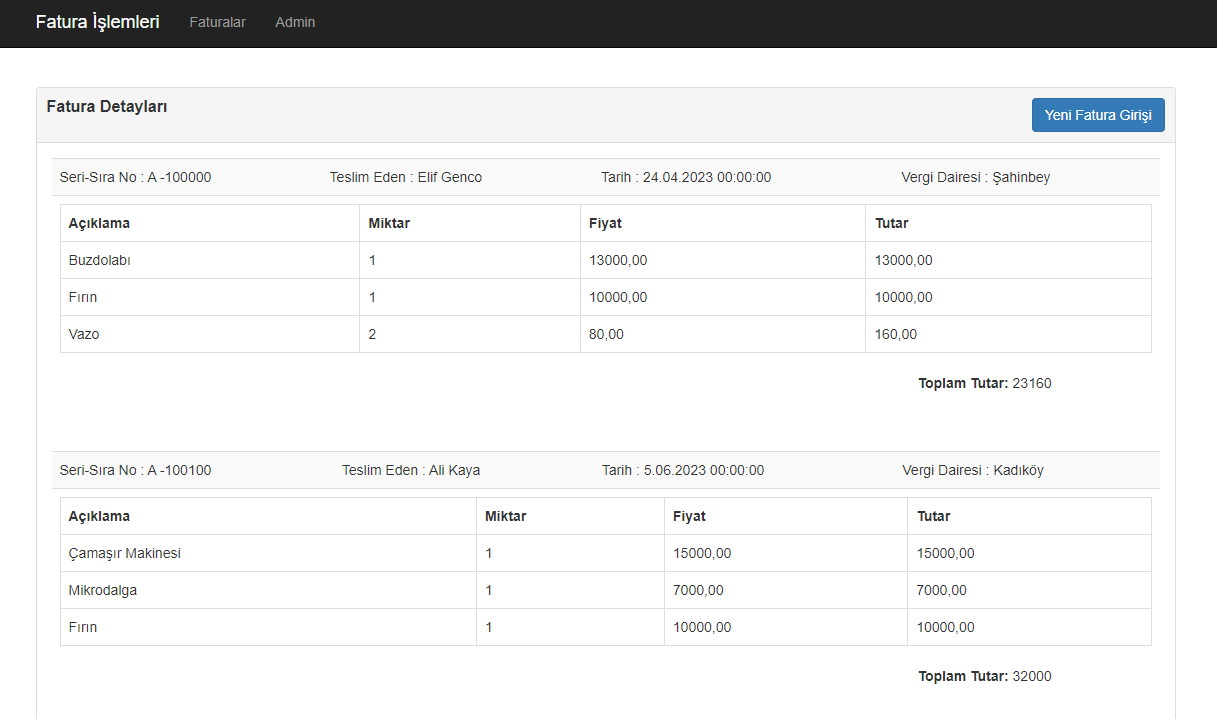 Fatura İşlemleri Faturalar Admin
Fatura Detayları
Yeni Fatura Girişi
Seri-Sıra No : A -100000 Teslim Eden : Elif Genco Tarih : 24.04.2023 00:00:00 Vergi Dairesi : Şahinbey
Açıklama Miktar Fiyat Tutar
Buzdolabı 1 13000,00 13000,00
Fırın 1 10000,00 10000,00
Vazo 2 80,00 160,00
Toplam Tutar: 23160
Seri-Sıra No : A -100100 Teslim Eden : Ali Kaya Tarih : 5.06.2023 00:00:00 Vergi Dairesi : Kadıköy
Açıklama Miktar Fiyat Tutar
Çamaşır Makinesi 1 15000,00 15000,00
Mikrodalga 1 7000,00 7000,00
Fırın 1 10000,00 10000,00
Toplam Tutar: 32000